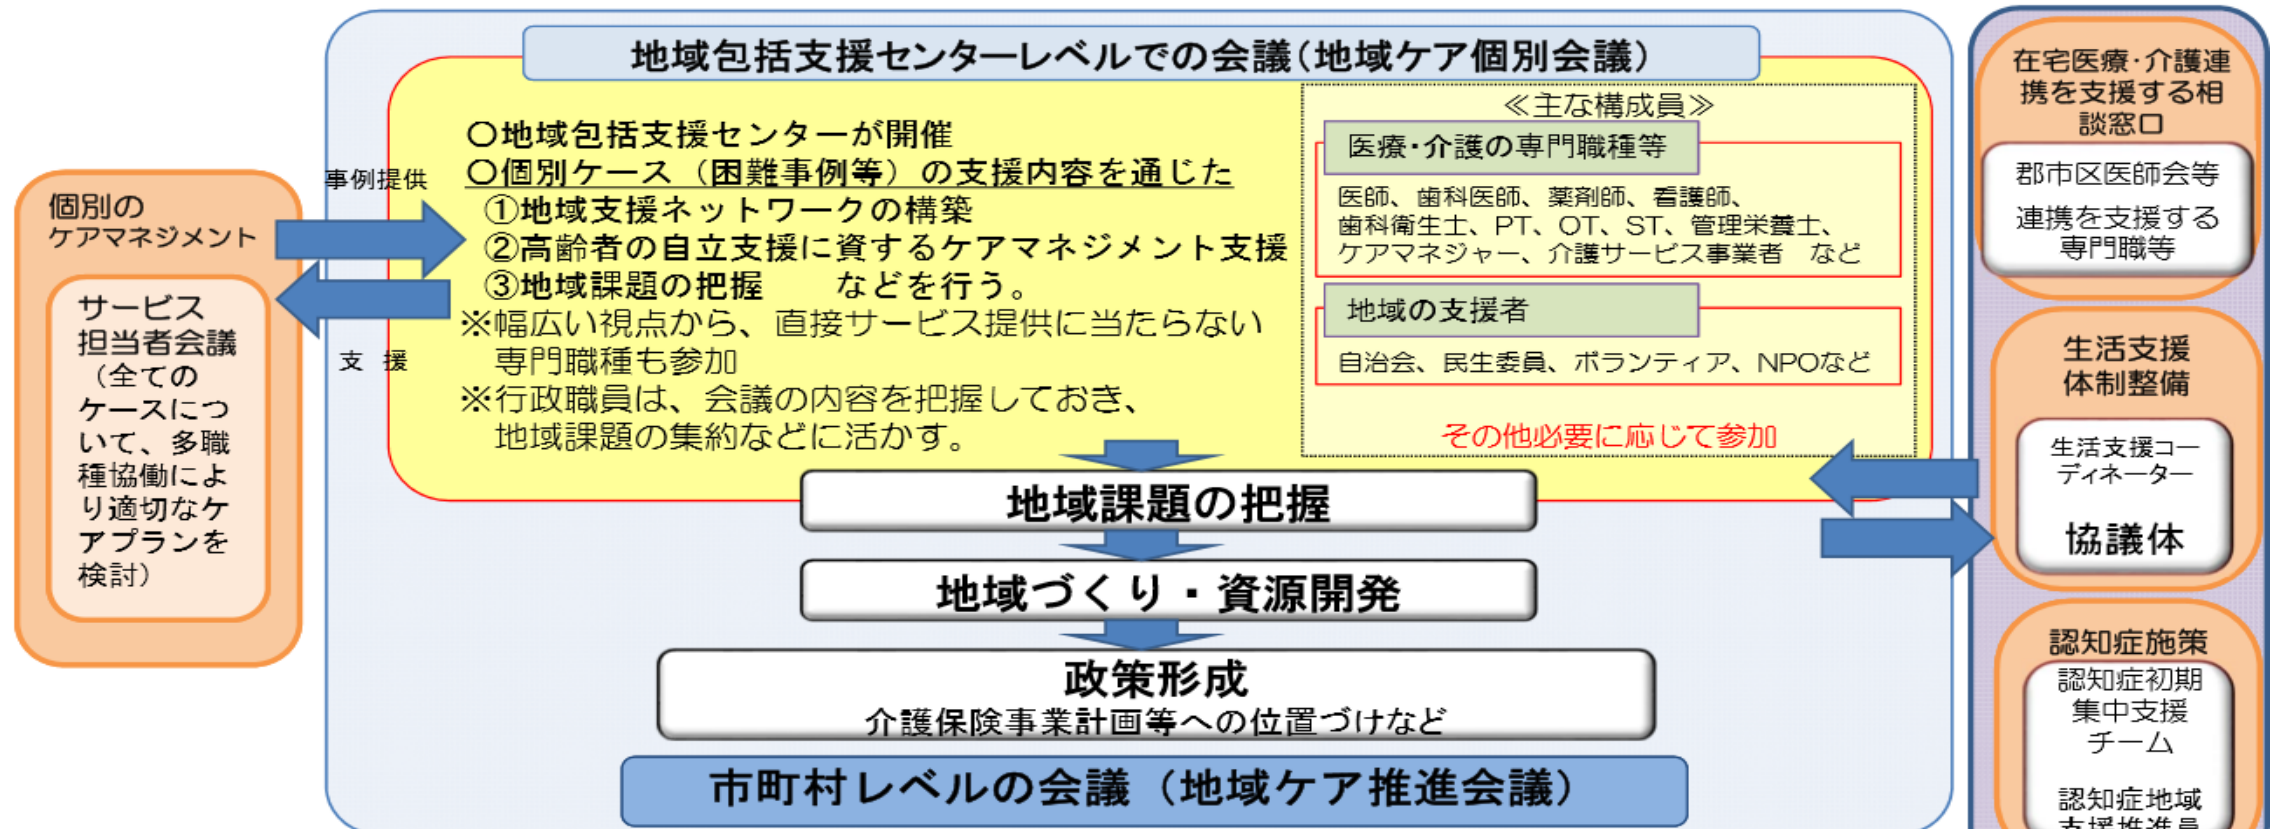 地域包括支援センターレベルでの会議(地域ケア個別会議)
事例提供
個別の
ケアマネジメント
サービス
担当者会議
(全ての
ケースにつ
いて、多職
種協働によ
り適切なケ
アプランを
検討)
支 援
〇地域包括支援センターが開催
〇個別ケース(困難事例等)の支援内容を通じた
①地域支援ネットワークの構築
②高齢者の自立支援に資するケアマネジメント支援
③地域課題の把握 などを行う。
※幅広い視点から、直接サービス提供に当たらない
専門職種も参加
※行政職員は、会議の内容を把握しておき、
地域課題の集約などに活かす。
≪主な構成員≫
医療・介護の専門職種等
医師、歯科医師、薬剤師、看護師、
歯科衛生士、PT、OT、ST、管理栄養士、
ケアマネジャー、介護サービス事業者 など
地域の支援者
自治会、民生委員、ボランティア、NPOなど
その他必要に応じて参加
地域課題の把握
地域づくり・資源開発
政策形成
介護保険事業計画等への位置づけなど
市町村レベルの会議(地域ケア推進会議)
在宅医療・介護連
携を支援する相
談窓口
郡市区医師会等
連携を支援する
専門職等
生活支援
体制整備
生活支援コー
ディネーター
協議体
認知症施策
認知症初期
集中支援
チーム
認知症地域
支援推進員